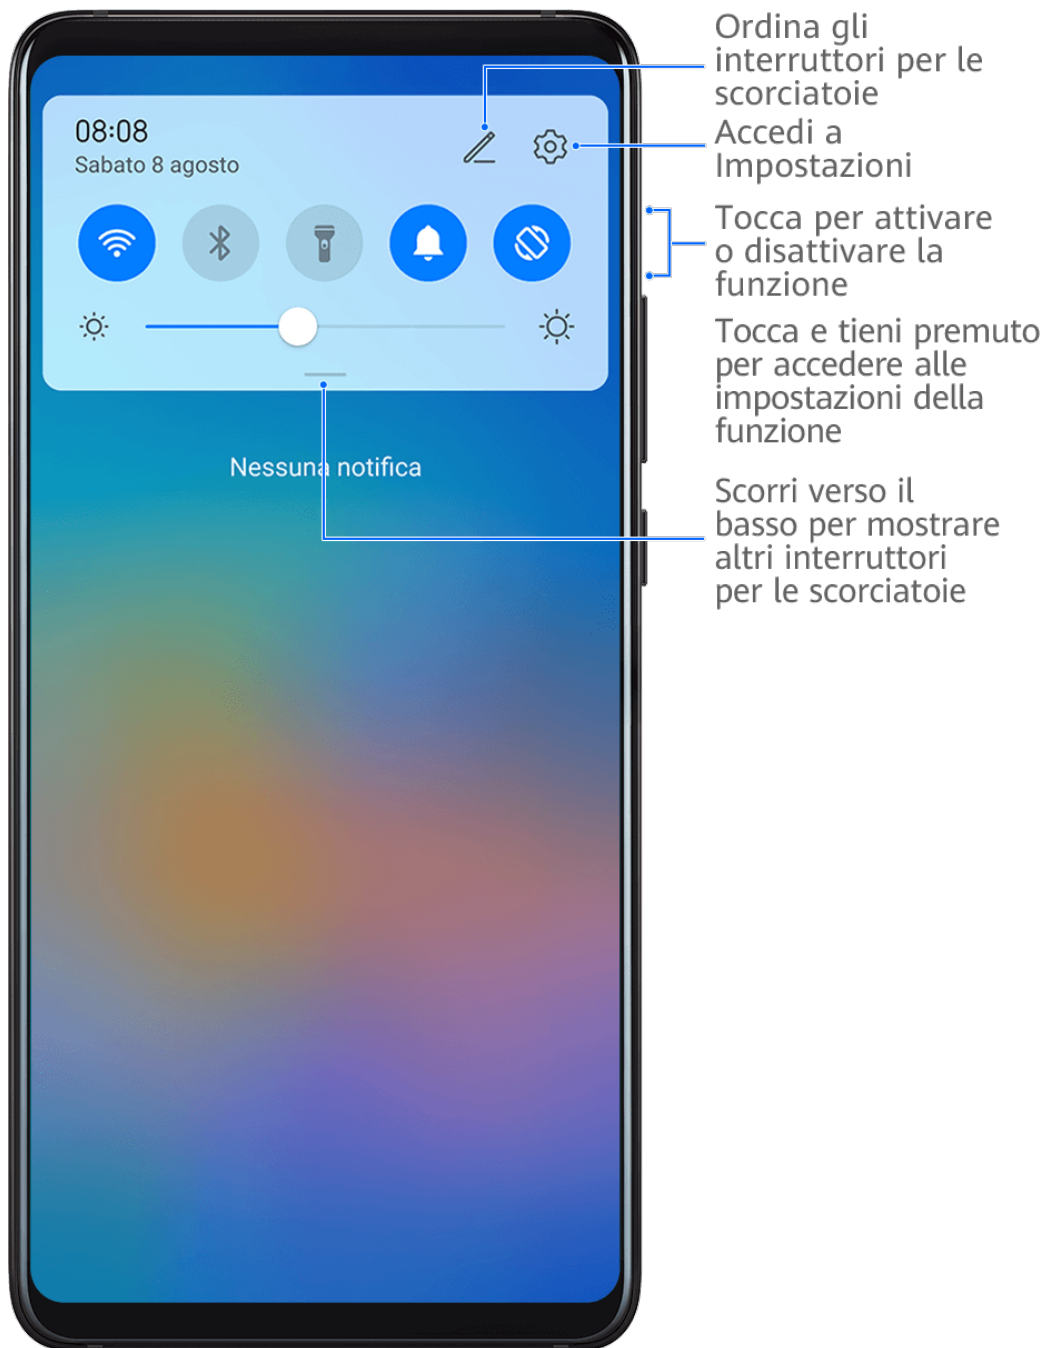 08:08
Sabato 8 agosto
Nessuna notifica
Ordina gli
interruttori per le
scorciatoie
Accedi a
Impostazioni
Tocca per attivare
o disattivare la
funzione
Tocca e tieni premuto
per accedere alle
impostazioni della
funzione
Scorri verso il
basso per mostrare
altri interruttori
per le scorciatoie